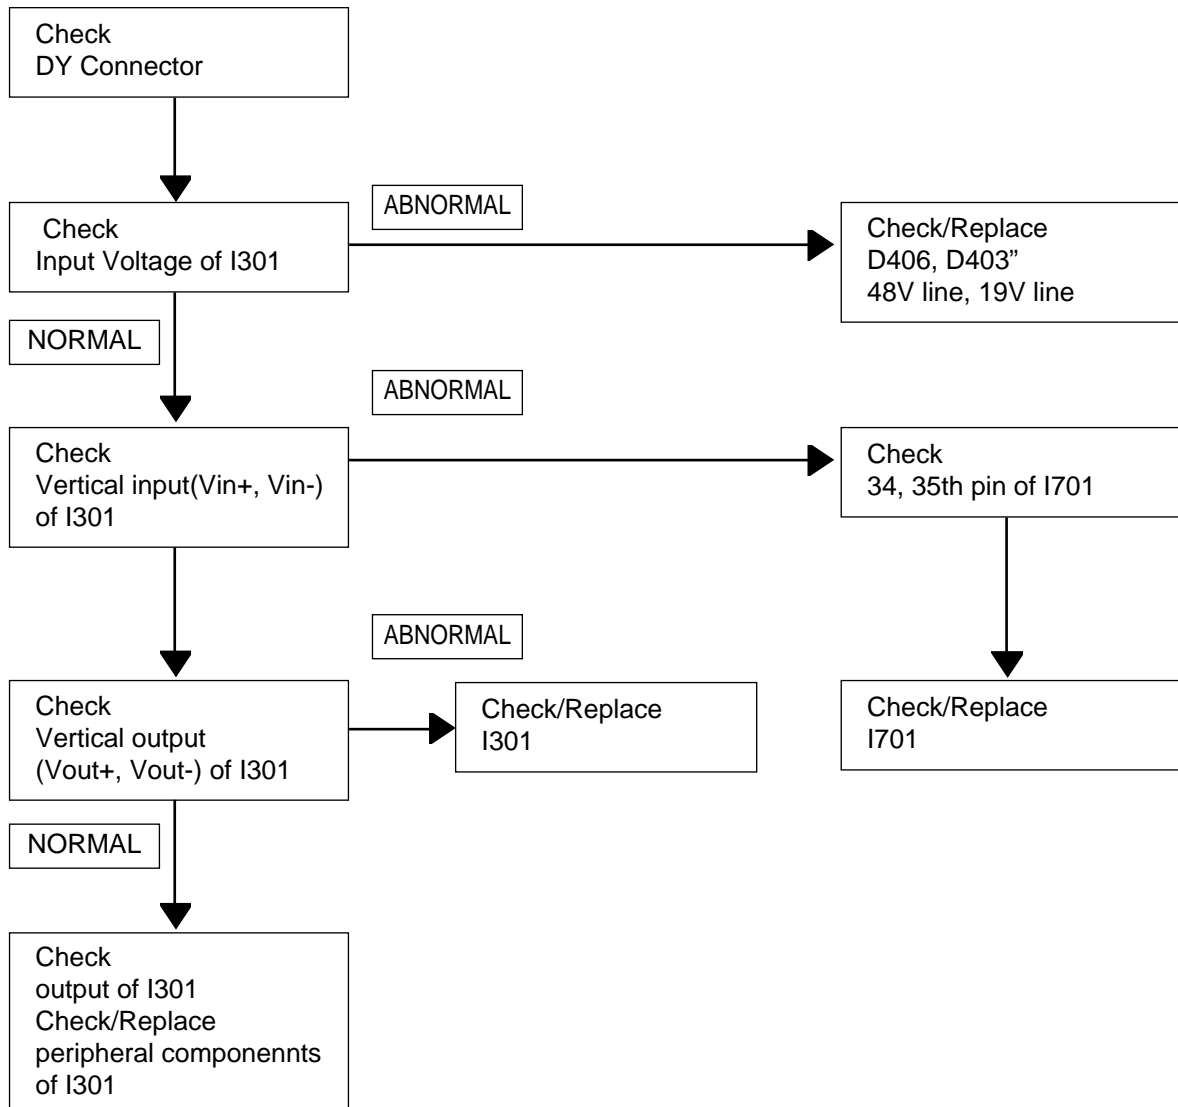 Check
DY Connector
ABNORMAL
Check
Input Voltage of I301
Check/Replace
D406, D403”
48V line, 19V line
NORMAL
ABNORMAL
Check
Vertical input(Vin+, Vin-)
of I301
Check
34, 35th pin of I701
ABNORMAL
Check
Vertical output
(Vout+, Vout-) of I301
Check/Replace
I301
Check/Replace
I701
NORMAL
Check
output of I301
Check/Replace
peripheral componennts
of I301